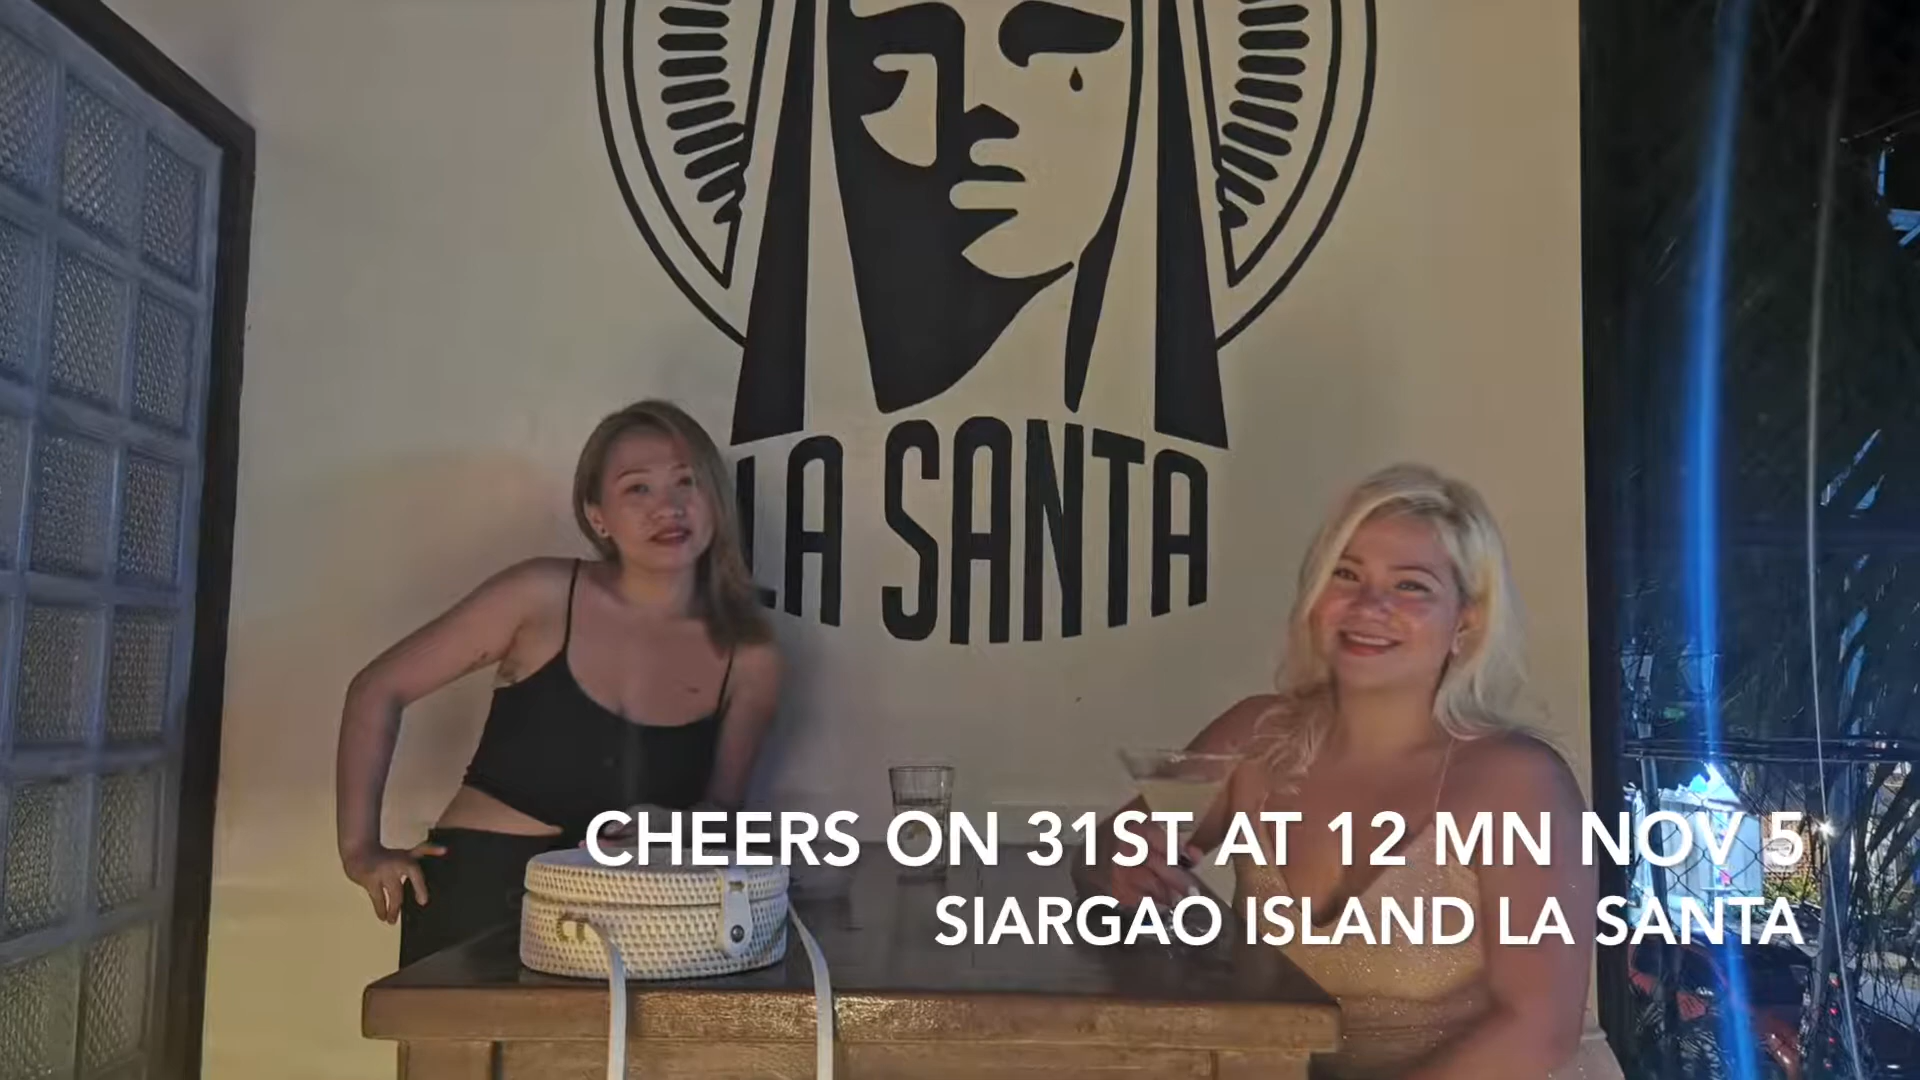 LA SANTA
CHEERS ON 31ST AT 12 MN NOV 5
SIARGAO ISLAND LA SANTA